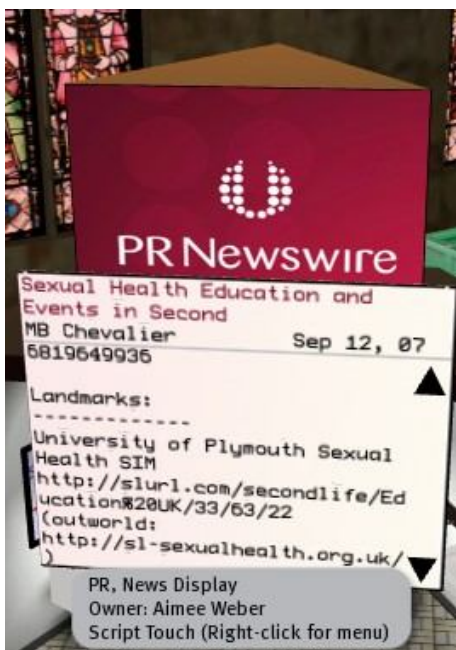 PR Newswire
Sexual Health Education and
Events in Second
MB Chevalier Sep 12, 07
6819649936
Landmarks:
-------------
University of Plymouth Sexual
Health SIM
http://slurl.com/secondlife/Ed
ucation%20UK/33/63/22
(outworld:
http://sl-sexualhealth.org.uk/
)
PR, News Display
Owner: Aimee Weber
Script Touch (Right-click for menu)